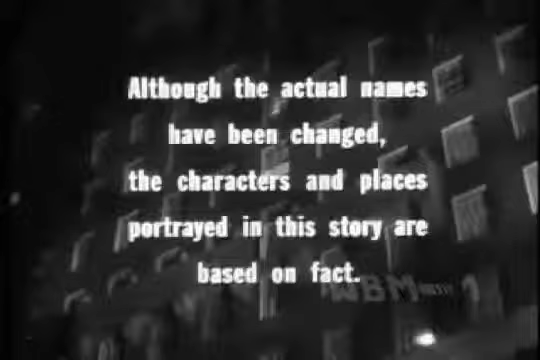 Although the actual names
have been changed,
the characters and places
portrayed in this story are
based on fact.
WBM